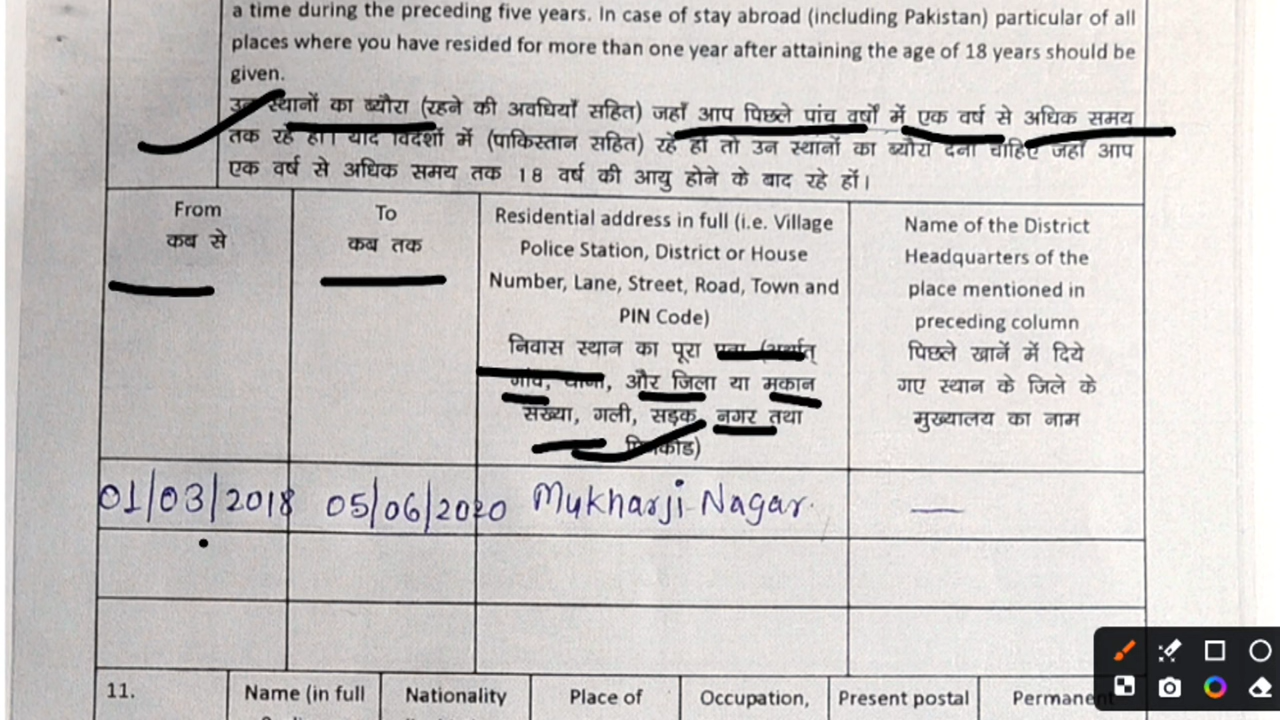 a time during the preceding five years. In case of stay abroad (including Pakistan) particular of all
places where you have resided for more than one year after attaining the age of 18 years should be
given.
उन स्थानों का ब्यौरा (रहने की अवधियाँ सहित) जहाँ आप पिछले पांच वर्षों में एक वर्ष से अधिक समय
तक रहे हों। यदि विदेशों में (पाकिस्तान सहित) रहे हों तो उन स्थानों का ब्यौरा देना चाहिए जहाँ आप
एक वर्ष से अधिक समय तक 18 वर्ष की आयु होने के बाद रहे हों।
From
कब से
To
कब तक
Residential address in full (i.e. Village
Police Station, District or House
Number, Lane, Street, Road, Town and
PIN Code)
निवास स्थान का पूरा पता (अर्थात्
गांव, थाना, और जिला या मकान
संख्या, गली, सड़क, नगर तथा
पिनकोड)
Name of the District
Headquarters of the
place mentioned in
preceding column
पिछले खानें में दिये
गए स्थान के जिले के
मुख्यालय का नाम
01/03/2018 05/06/2020 Mukharji Nagar. —
11.
Name (in full
Nationality
Place of
Occupation,
Present postal
Permanent